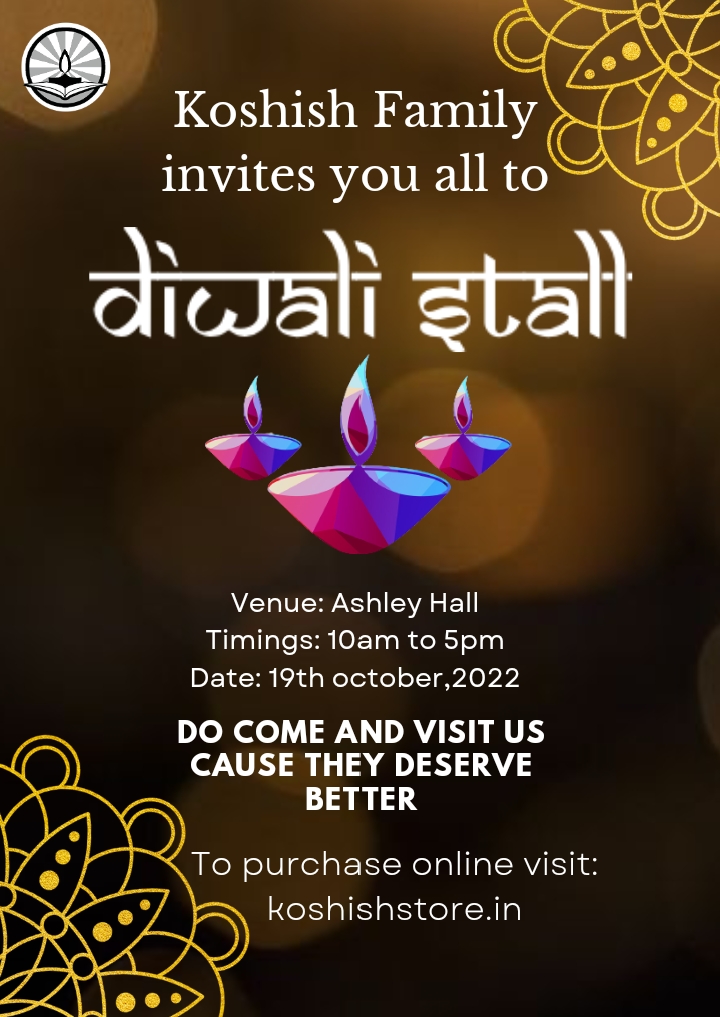 Koshish Family
invites you all to
diwali stall
Venue: Ashley Hall
Timings: 10am to 5pm
Date: 19th october,2022
DO COME AND VISIT US
CAUSE THEY DESERVE
BETTER
To purchase online visit:
koshishstore.in